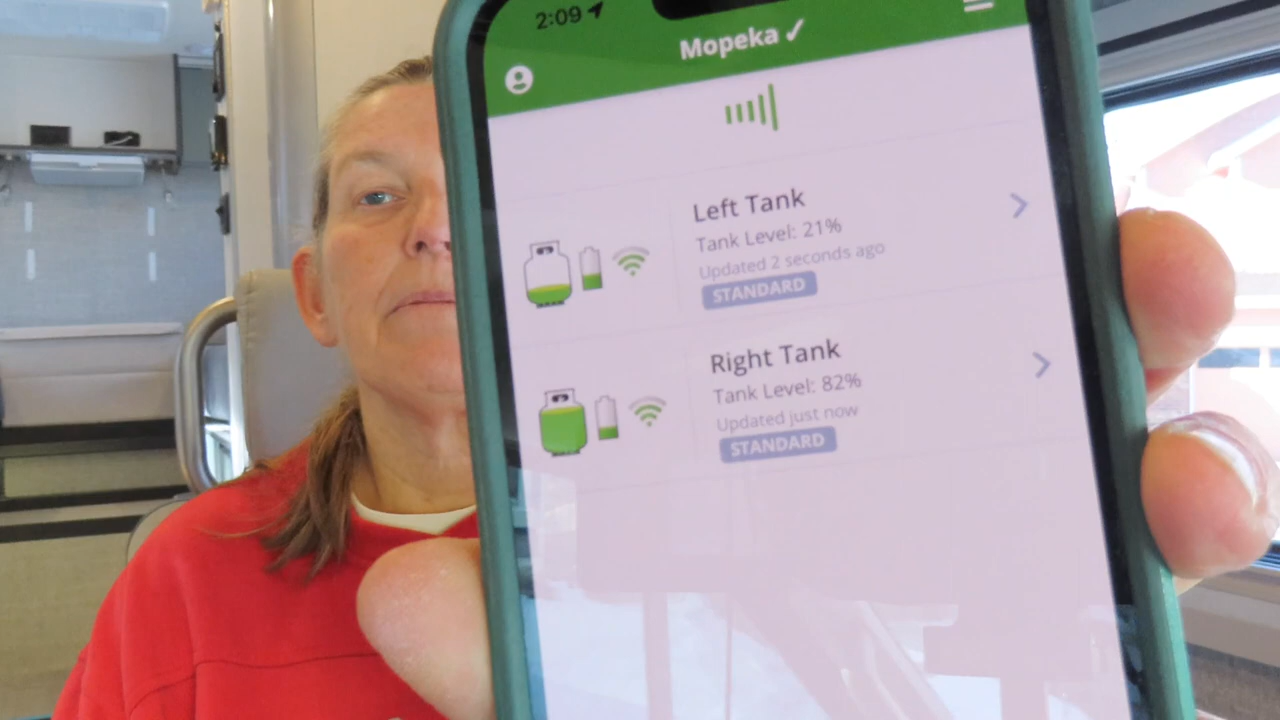 2:09
Mopeka✓
Left Tank
Tank Level: 21%
Updated 2 seconds ago
STANDARD
Right Tank
Tank Level: 82%
Updated just now
STANDARD